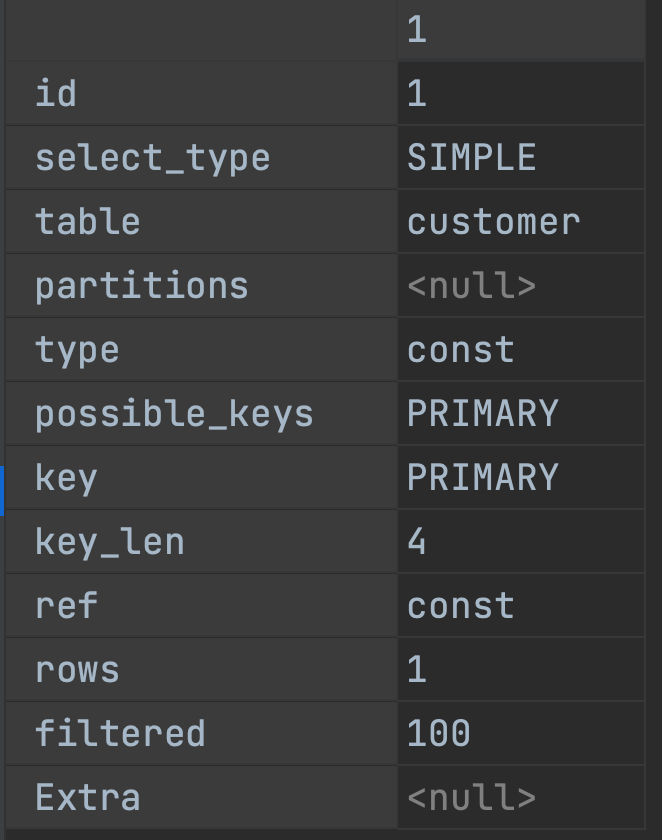 1
id 1
select_type SIMPLE
table customer
partitions <null>
type const
possible_keys PRIMARY
key PRIMARY
key_len 4
ref const
rows 1
filtered 100
Extra <null>